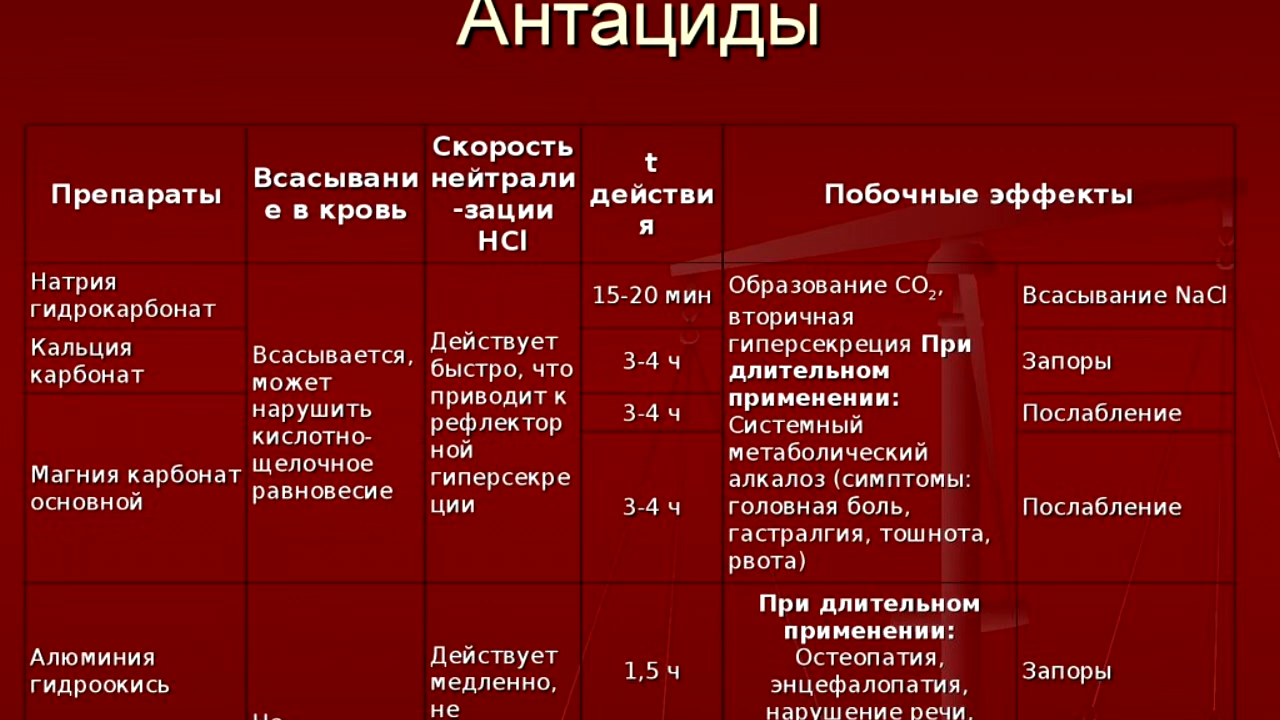 Антациды
Препараты
Всасывани
е в кровь
Скорость
нейтрали
-зации
HCl
t
действи
я
Побочные эффекты
Натрия
гидрокарбонат
Всасывается,
может
нарушить
кислотно-
щелочное
равновесие
Действует
быстро, что
приводит к
рефлектор
ной
гиперсекре
ции
15-20 мин
Образование CO2,
вторичная
гиперсекреция При
длительном
применении:
Системный
метаболический
алкалоз (симптомы:
головная боль,
гастралгия, тошнота,
рвота)
Всасывание NaCl
Кальция
карбонат
3-4 ч
Запоры
Магния карбонат
основной
3-4 ч
Послабление
3-4 ч
Послабление
Алюминия
гидроокись
Действует
медленно,
не
1,5 ч
При длительном
применении:
Остеопатия,
энцефалопатия,
нарушение речи,
Запоры